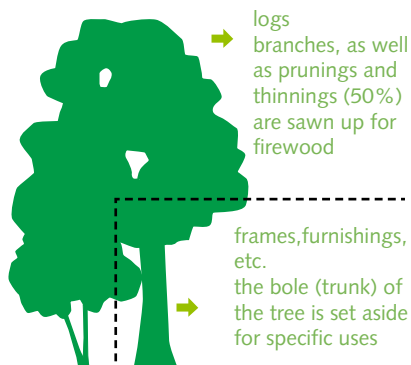 logs
branches, as well
as prunings and
thinnings (50%)
are sawn up for
firewood
frames,furnishings,
etc.
the bole (trunk) of
the tree is set aside
for specific uses